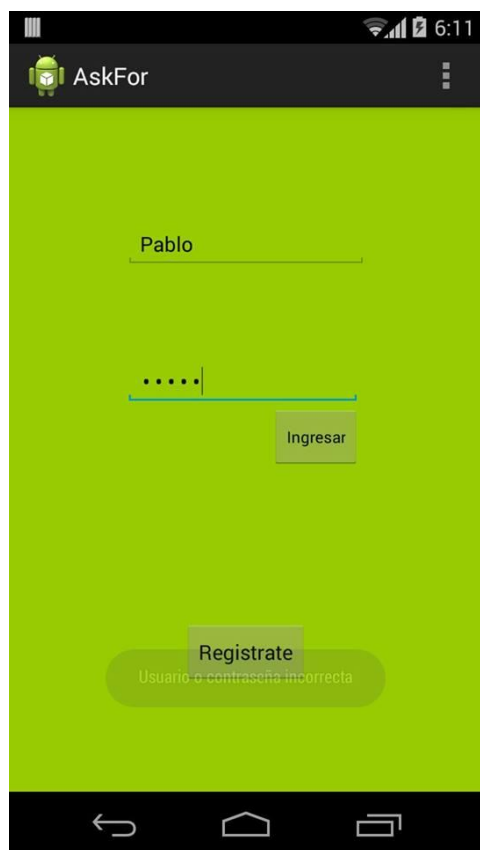 6:11
AskFor
Pablo
•••••
Ingresar
Registrate
Usuario o contraseña incorrecta